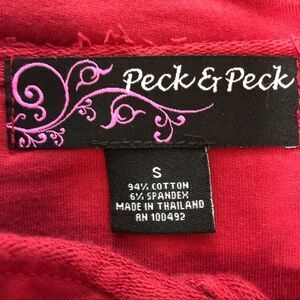 Peck & Peck
S
94% COTTON
6% SPANDEX
MADE IN THAILAND
RN 100492